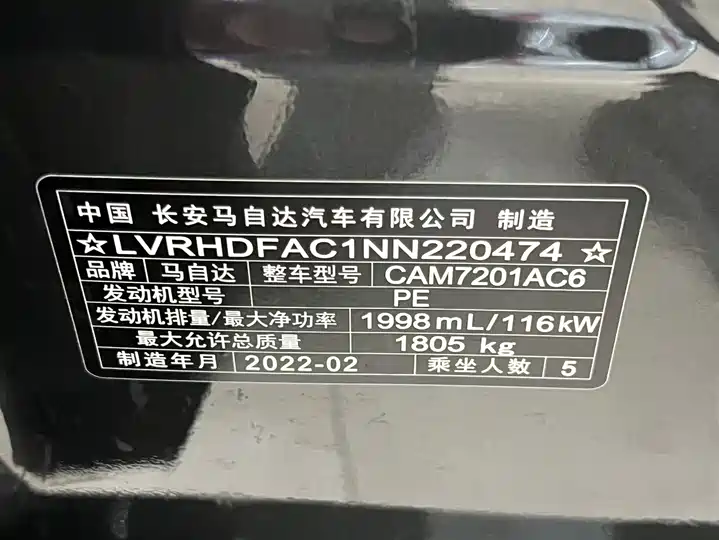 中国 长安马自达汽车有限公司 制造
☆LVRHDFAC1NN220474☆
品牌 马自达 整车型号 CAM7201AC6
发动机型号 PE
发动机排量/最大净功率 1998mL/116kW
最大允许总质量 1805 kg
制造年月 2022-02 乘坐人数 5